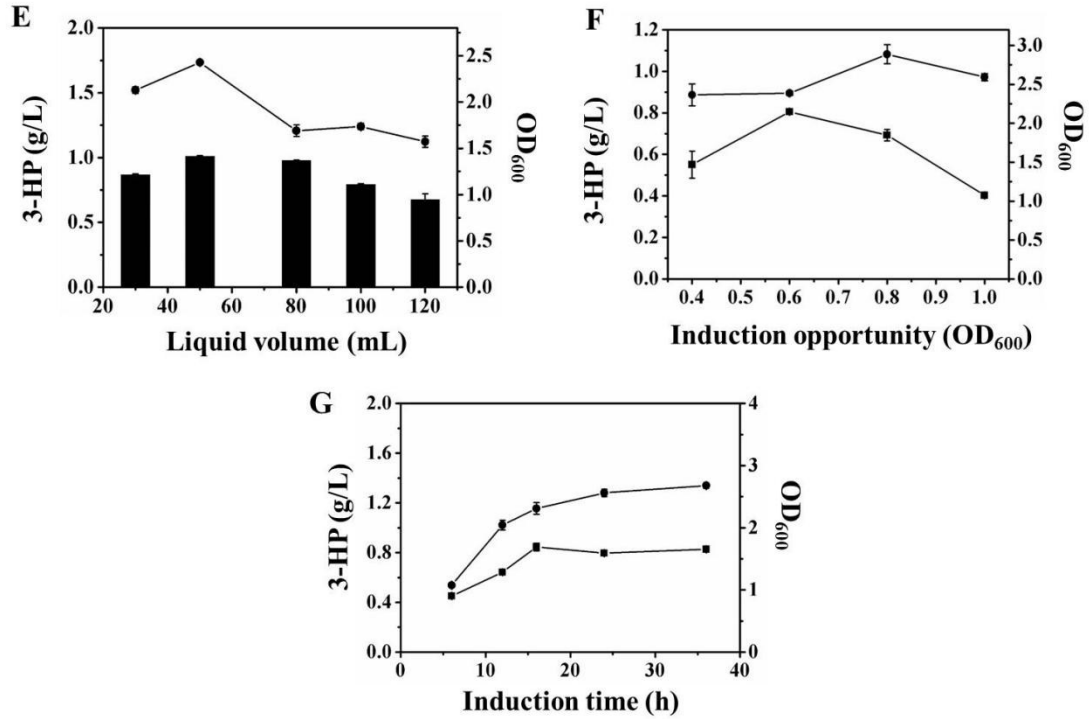 E
2.0
1.5
1.0
0.5
0.0
3-HP (g/L)
2.5
2.0
1.5
1.0
0.5
0.0
OD600
20 40 60 80 100 120
Liquid volume (mL)
F
1.2
1.0
0.8
0.6
0.4
0.2
0.0
3-HP (g/L)
3.0
2.5
2.0
1.5
1.0
0.5
0.0
OD600
0.4 0.5 0.6 0.7 0.8 0.9 1.0
Induction opportunity (OD600)
G
2.0
1.6
1.2
0.8
0.4
0.0
3-HP (g/L)
4
3
2
1
0
OD600
0 10 20 30 40
Induction time (h)